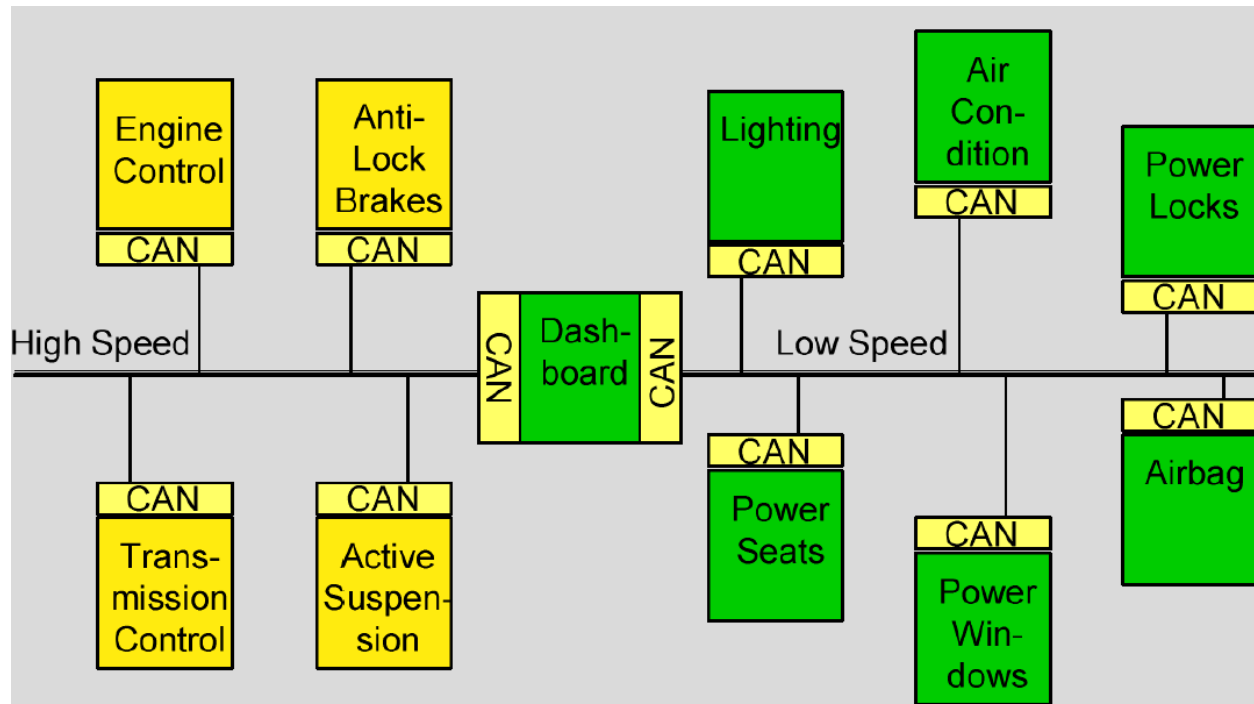 Engine
Control
CAN
Anti-
Lock
Brakes
CAN
Lighting
CAN
Air
Con-
dition
CAN
Power
Locks
CAN
High Speed
CAN
Dash-
board
CAN
Low Speed
CAN
Trans-
mission
Control
CAN
Active
Suspen-
sion
CAN
Power
Seats
CAN
Power
Win-
dows
CAN
Airbag